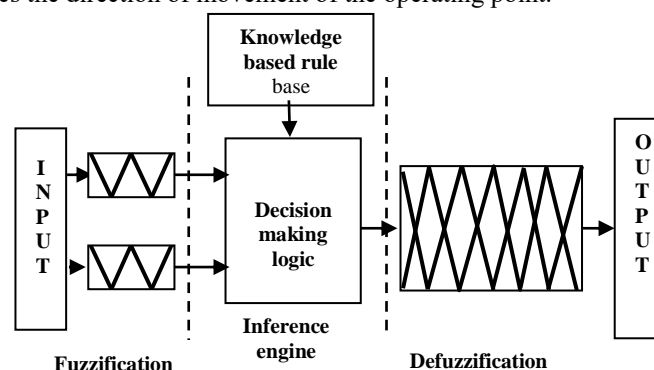 es the direction of movement of the operating point.
Knowledge
based rule
base
I
N
P
U
T
Decision
making
logic
O
U
T
P
U
T
Inference
engine
Fuzzification
Defuzzification